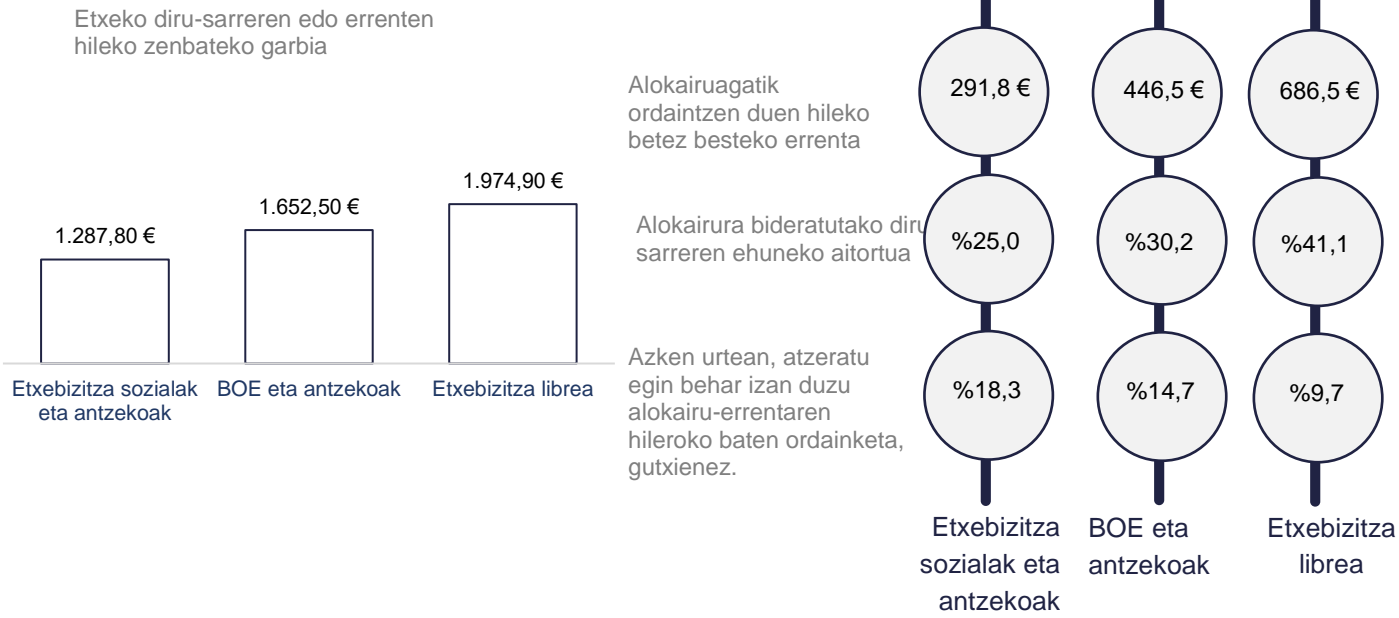 Etxeko diru-sarreren edo errenten
hileko zenbateko garbia
1.287,80 €
1.652,50 €
1.974,90 €
Etxebizitza sozialak
eta antzekoak
BOE eta antzekoak
Etxebizitza librea
Alokairuagatik
ordaintzen duen hileko
betez besteko errenta
291,8 €
446,5 €
686,5 €
Alokairura bideratutako diru
sarreren ehuneko aitortua
%25,0
%30,2
%41,1
Azken urtean, atzeratu
egin behar izan duzu
alokairu-errentaren
hileroko baten ordainketa,
gutxienez.
%18,3
%14,7
%9,7
Etxebizitza
sozialak eta
antzekoak
BOE eta
antzekoak
Etxebizitza
librea